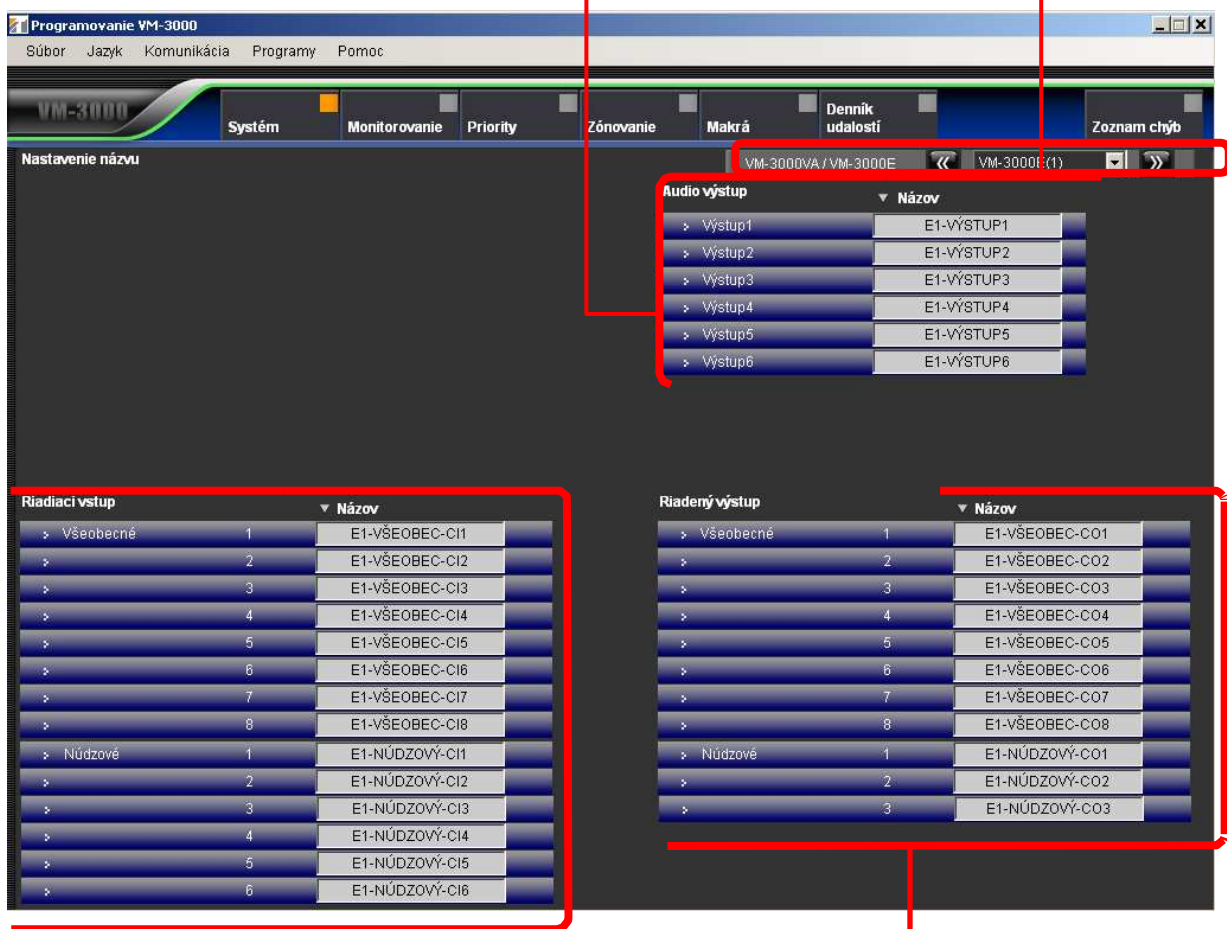 Programovanie VM-3000
Súbor Jazyk Komunikácia Programy Pomoc
VM-3000
Systém Monitorovanie Priority Zónovanie Makrá Denník udalostí Zoznam chýb
Nastavenie názvu
VM-3000VA / VM-3000E VM-3000E(1)
Audio výstup Názov
Výstup1 E1-VÝSTUP1
Výstup2 E1-VÝSTUP2
Výstup3 E1-VÝSTUP3
Výstup4 E1-VÝSTUP4
Výstup5 E1-VÝSTUP5
Výstup6 E1-VÝSTUP6
Riadiaci vstup Názov
Všeobecné 1 E1-VŠEOBEC-CI1
2 E1-VŠEOBEC-CI2
3 E1-VŠEOBEC-CI3
4 E1-VŠEOBEC-CI4
5 E1-VŠEOBEC-CI5
6 E1-VŠEOBEC-CI6
7 E1-VŠEOBEC-CI7
8 E1-VŠEOBEC-CI8
Núdzové 1 E1-NÚDZOVÝ-CI1
2 E1-NÚDZOVÝ-CI2
3 E1-NÚDZOVÝ-CI3
4 E1-NÚDZOVÝ-CI4
5 E1-NÚDZOVÝ-CI5
6 E1-NÚDZOVÝ-CI6
Riadený výstup Názov
Všeobecné 1 E1-VŠEOBEC-CO1
2 E1-VŠEOBEC-CO2
3 E1-VŠEOBEC-CO3
4 E1-VŠEOBEC-CO4
5 E1-VŠEOBEC-CO5
6 E1-VŠEOBEC-CO6
7 E1-VŠEOBEC-CO7
8 E1-VŠEOBEC-CO8
Núdzové 1 E1-NÚDZOVÝ-CO1
2 E1-NÚDZOVÝ-CO2
3 E1-NÚDZOVÝ-CO3